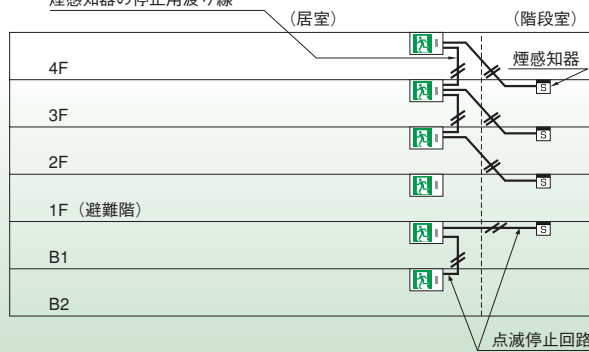 煙感知器の停止用渡り線
（居室）
（階段室）
煙感知器
4F
S
3F
S
2F
S
1F（避難階）
S
B1
B2
点滅停止回路